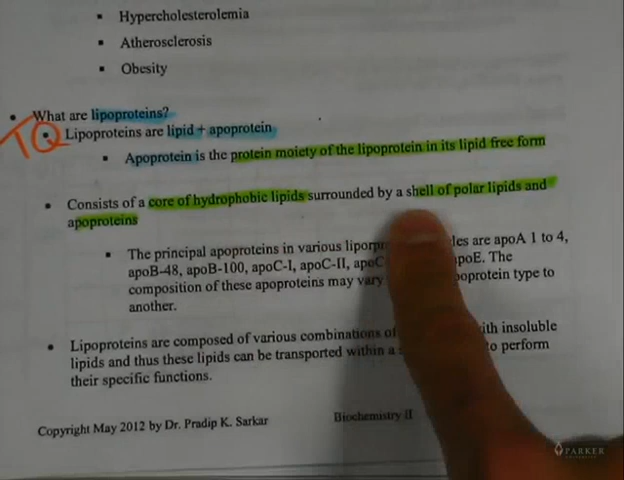 ▪ Hypercholesterolemia
▪ Atherosclerosis
▪ Obesity
• What are lipoproteins?
TQ
▪ Lipoproteins are lipid + apoprotein
▪ Apoprotein is the protein moiety of the lipoprotein in its lipid free form
▪ Consists of a core of hydrophobic lipids surrounded by a shell of polar lipids and
apoproteins
▪ The principal apoproteins in various are apoA 1 to 4,
apoB-48, apoB-100, apoC-I, apoC-II, apoE. The
composition of these apoproteins may vary type to
another.
• Lipoproteins are composed of various combinations of with insoluble
lipids and thus these lipids can be transported within a to perform
their specific functions.
Copyright May 2012 by Dr. Pradip K. Sarkar Biochemistry II
PARKER
UNIVERSITY